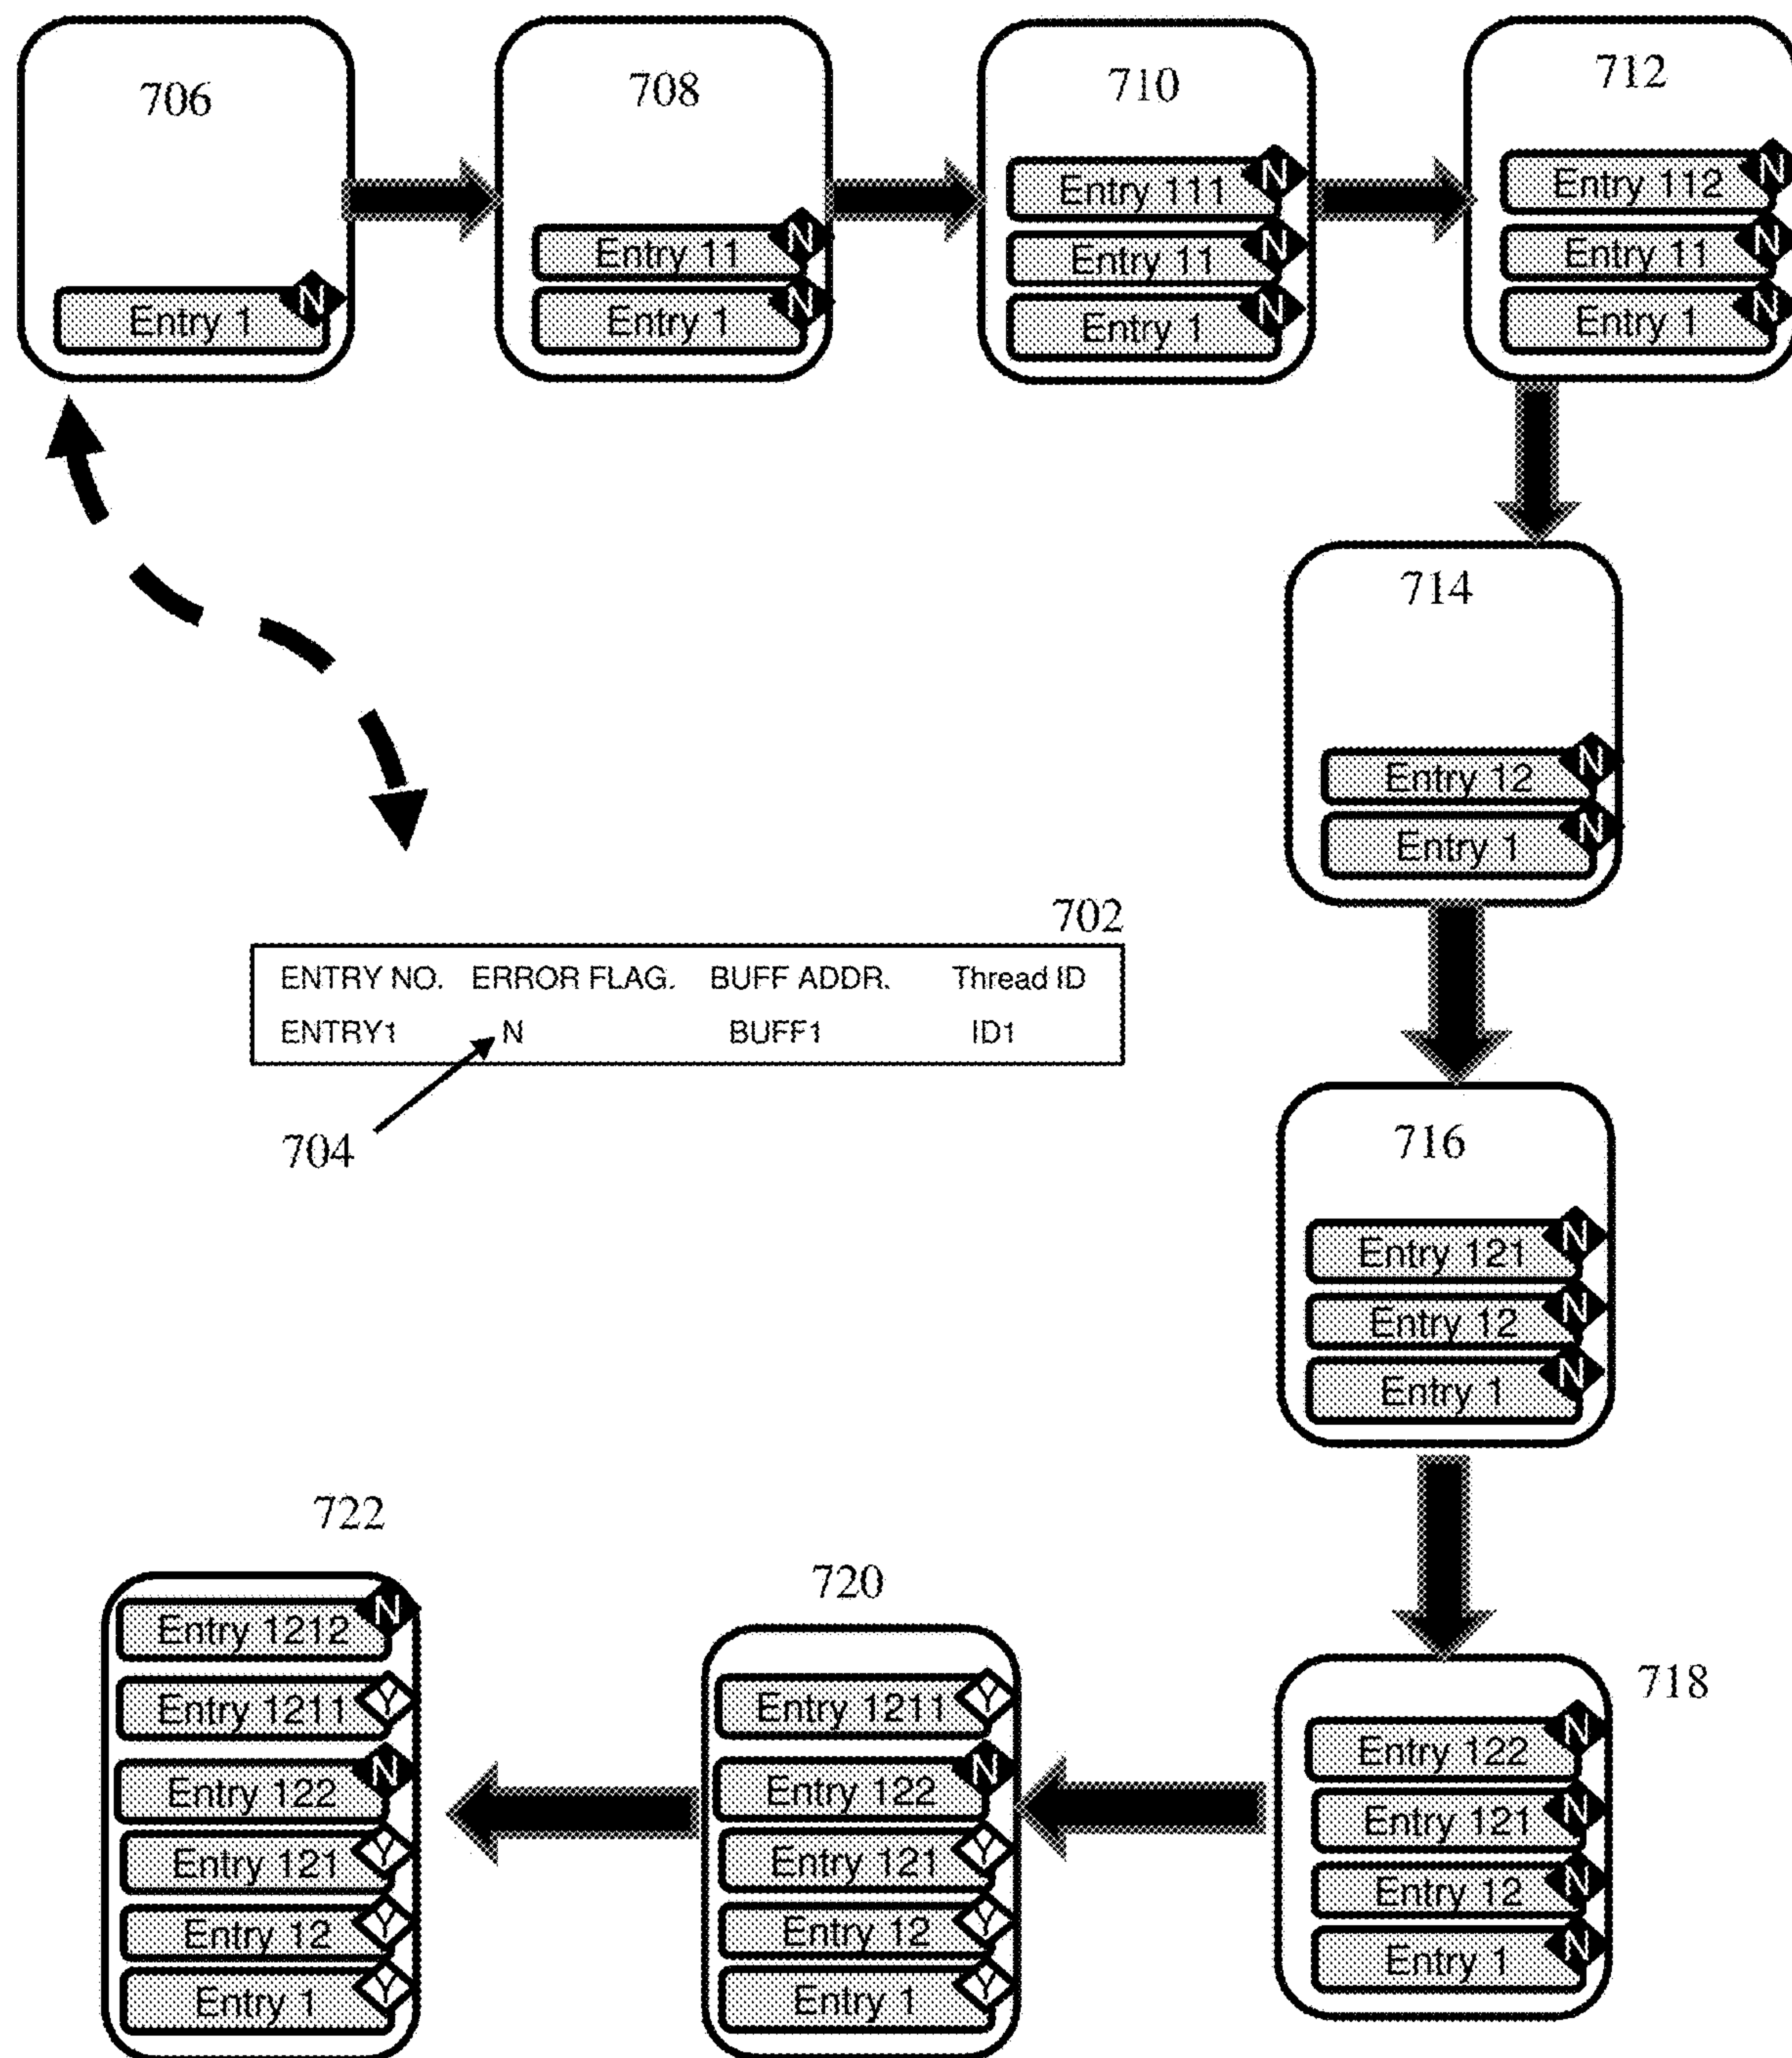 706
Entry 1 N
708
Entry 11 N
Entry 1 N
710
Entry 111 N
Entry 11 N
Entry 1 N
712
Entry 112 N
Entry 11 N
Entry 1 N
714
Entry 12 N
Entry 1 N
702
ENTRY NO. ERROR FLAG. BUFF ADDR. Thread ID
ENTRY1 N BUFF1 ID1
704
716
Entry 121 N
Entry 12 N
Entry 1 N
718
Entry 122 N
Entry 121 N
Entry 12 N
Entry 1 N
720
Entry 1211 Y
Entry 122 N
Entry 121 Y
Entry 12 Y
Entry 1 Y
722
Entry 1212 N
Entry 1211 Y
Entry 122 N
Entry 121 Y
Entry 12 Y
Entry 1 Y